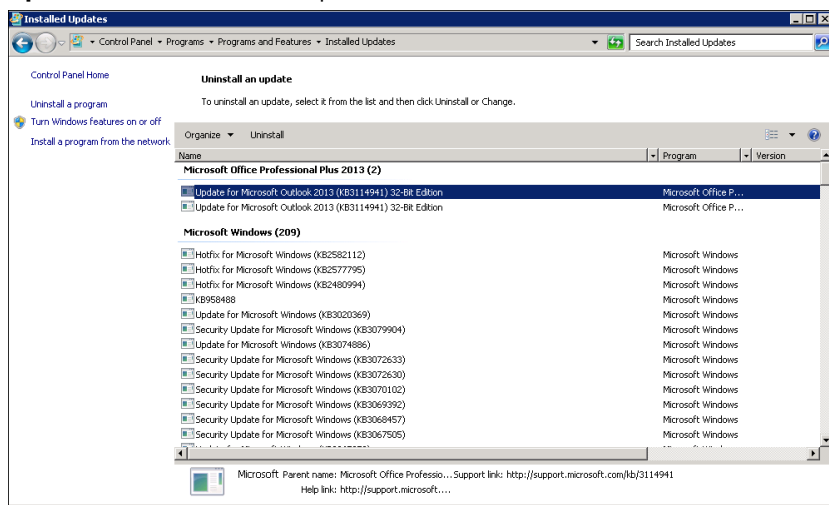 Installed Updates
Control Panel Programs Programs and Features Installed Updates Search Installed Updates
Control Panel Home
Uninstall an update
Uninstall a program
To uninstall an update, select it from the list and then click Uninstall or Change.
Turn Windows features on or off
Install a program from the network
Organize Uninstall
Name Program Version
Microsoft Office Professional Plus 2013 (2)
Update for Microsoft Outlook 2013 (KB3114941) 32-Bit Edition Microsoft Office P...
Update for Microsoft Outlook 2013 (KB3114941) 32-Bit Edition Microsoft Office P...
Microsoft Windows (209)
Hotfix for Microsoft Windows (KB2582112) Microsoft Windows
Hotfix for Microsoft Windows (KB2577795) Microsoft Windows
Hotfix for Microsoft Windows (KB2480994) Microsoft Windows
KB958488 Microsoft Windows
Update for Microsoft Windows (KB3020369) Microsoft Windows
Security Update for Microsoft Windows (KB3079904) Microsoft Windows
Update for Microsoft Windows (KB3074886) Microsoft Windows
Security Update for Microsoft Windows (KB3072633) Microsoft Windows
Security Update for Microsoft Windows (KB3072630) Microsoft Windows
Security Update for Microsoft Windows (KB3070102) Microsoft Windows
Security Update for Microsoft Windows (KB3069392) Microsoft Windows
Security Update for Microsoft Windows (KB3068457) Microsoft Windows
Security Update for Microsoft Windows (KB3067505) Microsoft Windows
Microsoft Parent name: Microsoft Office Professio... Support link: http://support.microsoft.com/kb/3114941
Help link: http://support.microsoft....